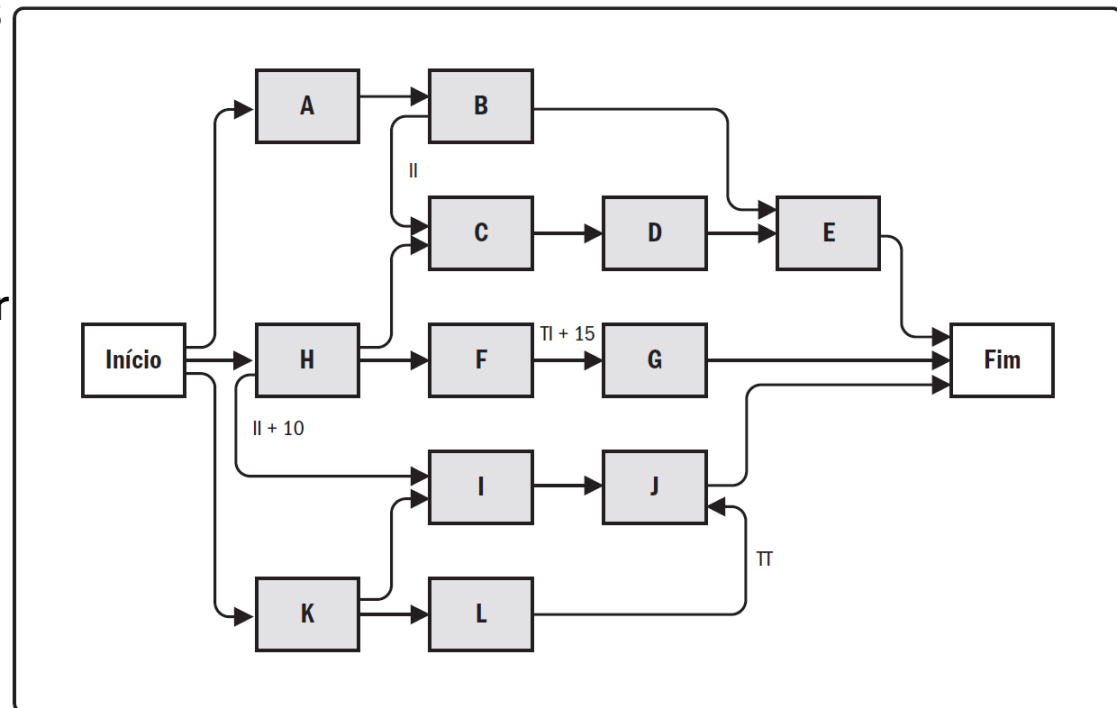 A B
II
C D E
r
TI + 15
Início H F G Fim
II + 10
I J
TT
K L